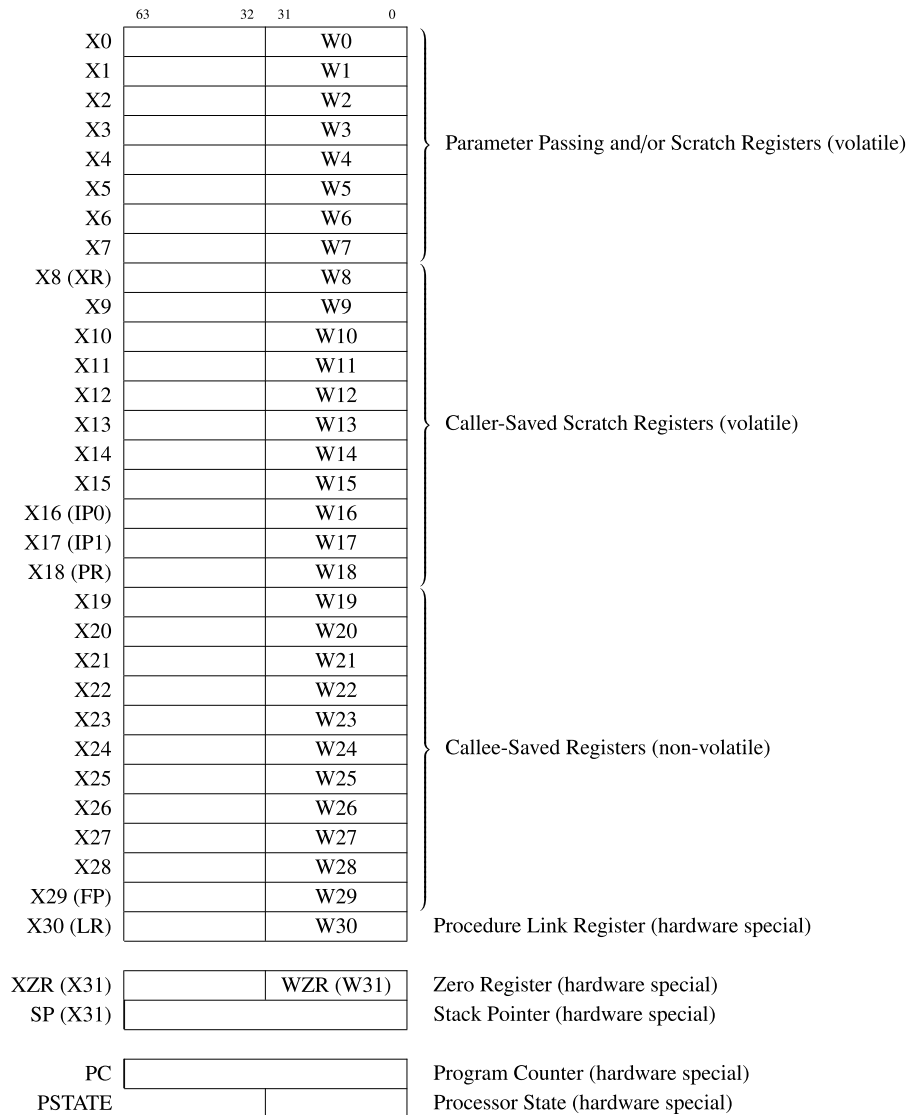 63 32 31 0
X0 W0
X1 W1
X2 W2
X3 W3
Parameter Passing and/or Scratch Registers (volatile)
X4 W4
X5 W5
X6 W6
X7 W7
X8 (XR) W8
X9 W9
X10 W10
X11 W11
X12 W12
X13 W13 Caller-Saved Scratch Registers (volatile)
X14 W14
X15 W15
X16 (IP0) W16
X17 (IP1) W17
X18 (PR) W18
X19 W19
X20 W20
X21 W21
X22 W22
X23 W23
X24 W24 Callee-Saved Registers (non-volatile)
X25 W25
X26 W26
X27 W27
X28 W28
X29 (FP) W29
X30 (LR) W30 Procedure Link Register (hardware special)
XZR (X31) WZR (W31) Zero Register (hardware special)
SP (X31) Stack Pointer (hardware special)
PC Program Counter (hardware special)
PSTATE Processor State (hardware special)